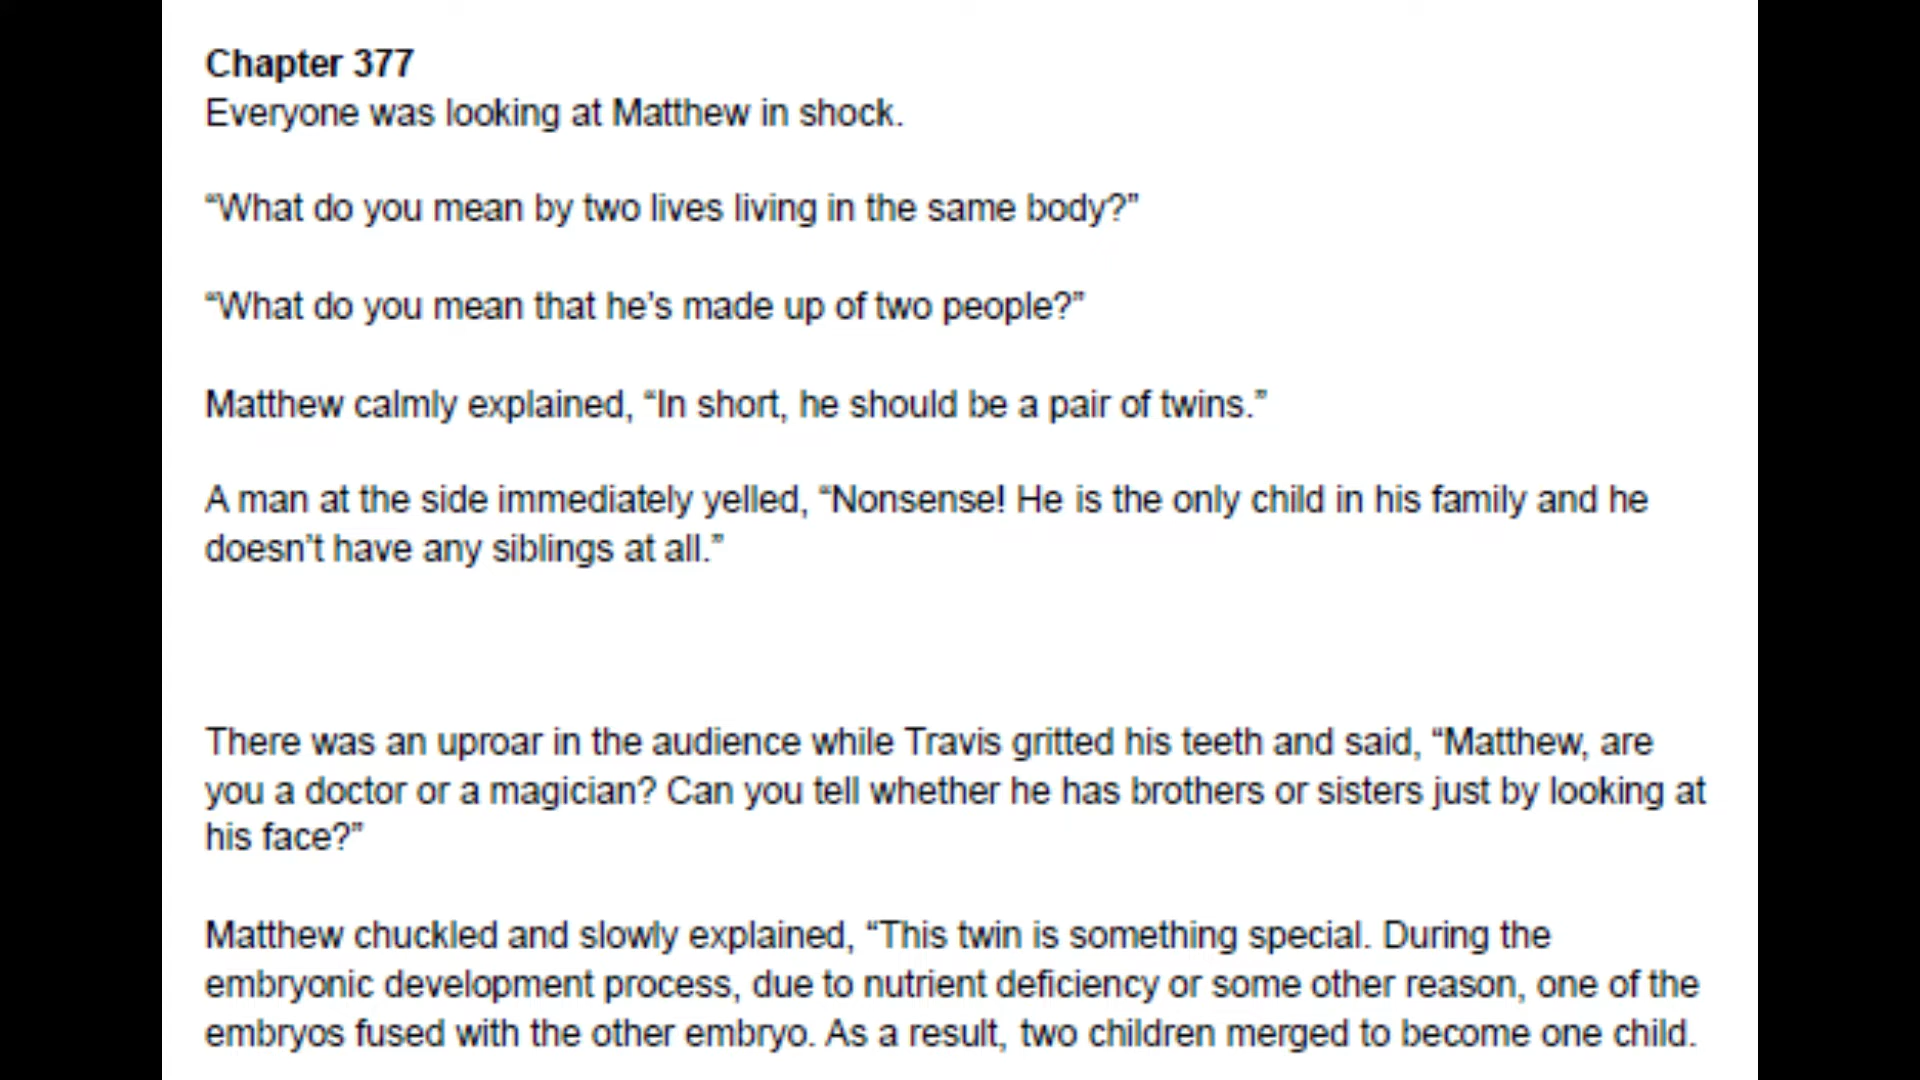 Chapter 377
Everyone was looking at Matthew in shock.
“What do you mean by two lives living in the same body?”
“What do you mean that he’s made up of two people?”
Matthew calmly explained, “In short, he should be a pair of twins.”
A man at the side immediately yelled, “Nonsense! He is the only child in his family and he
doesn’t have any siblings at all.”
There was an uproar in the audience while Travis gritted his teeth and said, “Matthew, are
you a doctor or a magician? Can you tell whether he has brothers or sisters just by looking at
his face?”
Matthew chuckled and slowly explained, “This twin is something special. During the
embryonic development process, due to nutrient deficiency or some other reason, one of the
embryos fused with the other embryo. As a result, two children merged to become one child.